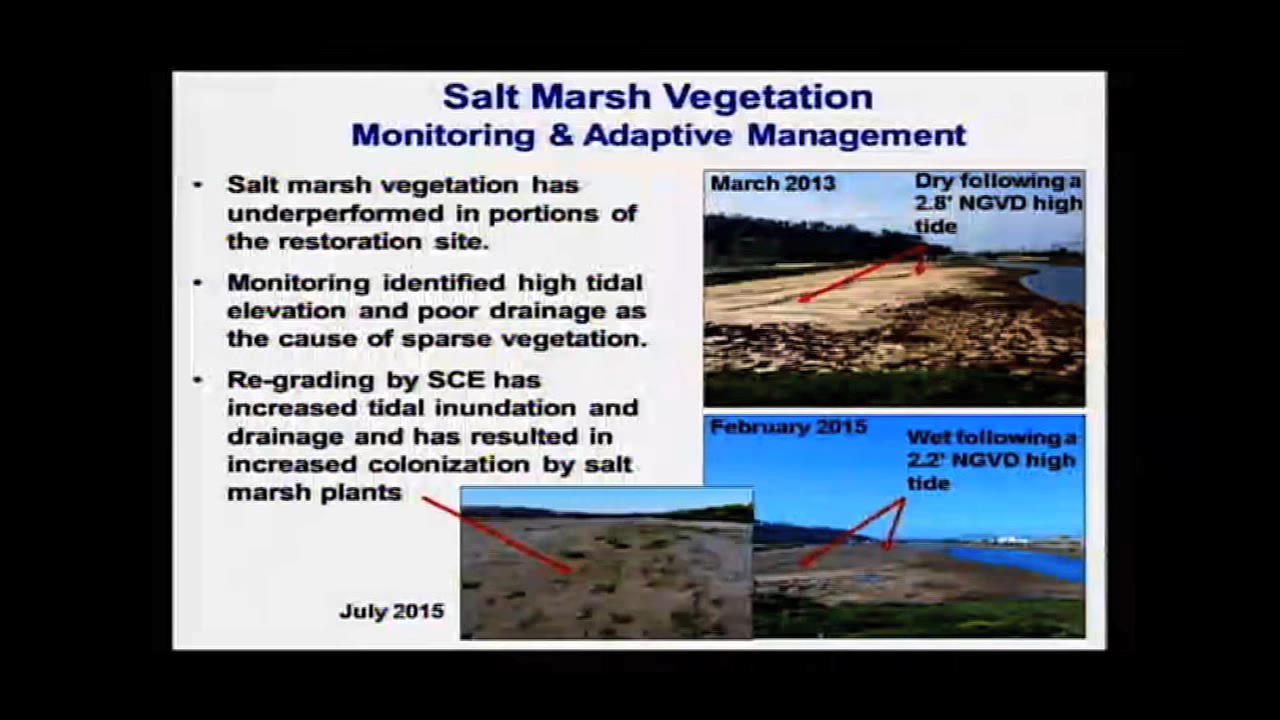 Salt Marsh Vegetation
Monitoring & Adaptive Management
• Salt marsh vegetation has
underperformed in portions of
the restoration site.
• Monitoring identified high tidal
elevation and poor drainage as
the cause of sparse vegetation.
• Re-grading by SCE has
increased tidal inundation and
drainage and has resulted in
increased colonization by salt
marsh plants
March 2013
Dry following a
2.8' NGVD high
tide
February 2015
Wet following a
2.2' NGVD high
tide
July 2015